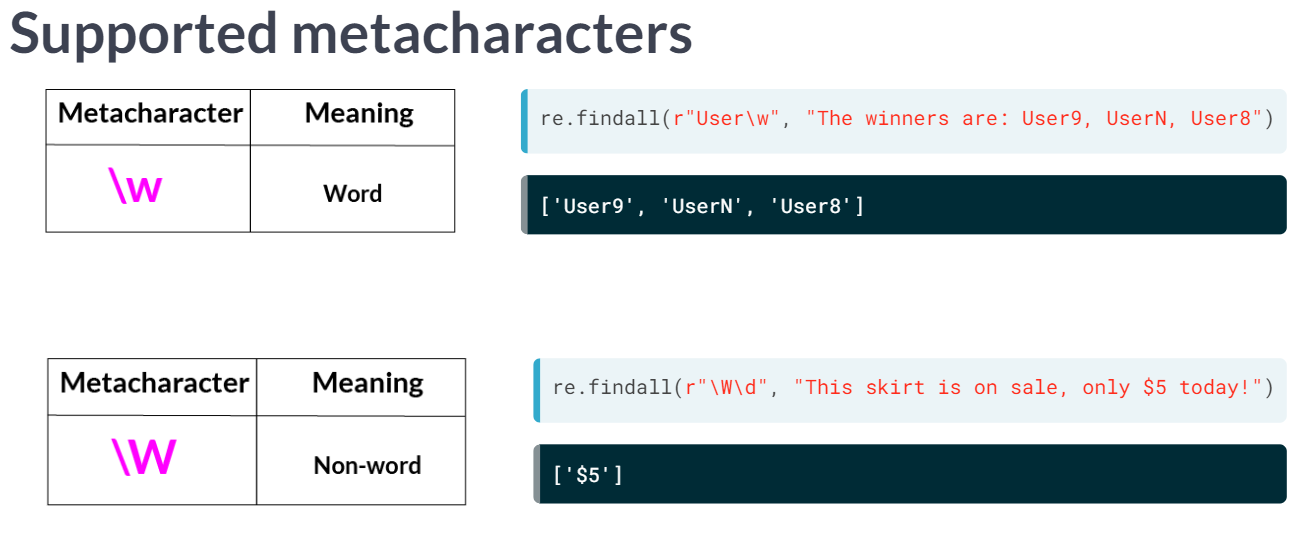 Supported metacharacters
Metacharacter Meaning
\w Word
re.findall(r"User\w", "The winners are: User9, UserN, User8")
['User9', 'UserN', 'User8']
Metacharacter Meaning
\W Non-word
re.findall(r"\W\d", "This skirt is on sale, only $5 today!")
['$5']